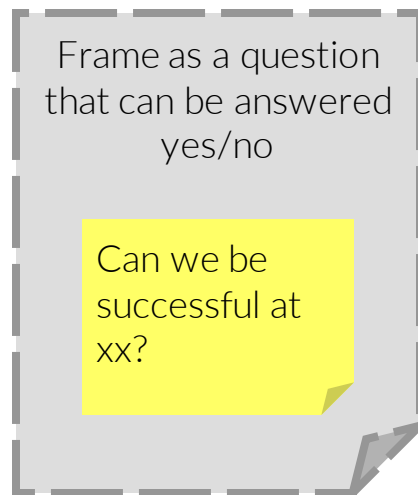 Frame as a question
that can be answered
yes/no
Can we be
successful at
xx?